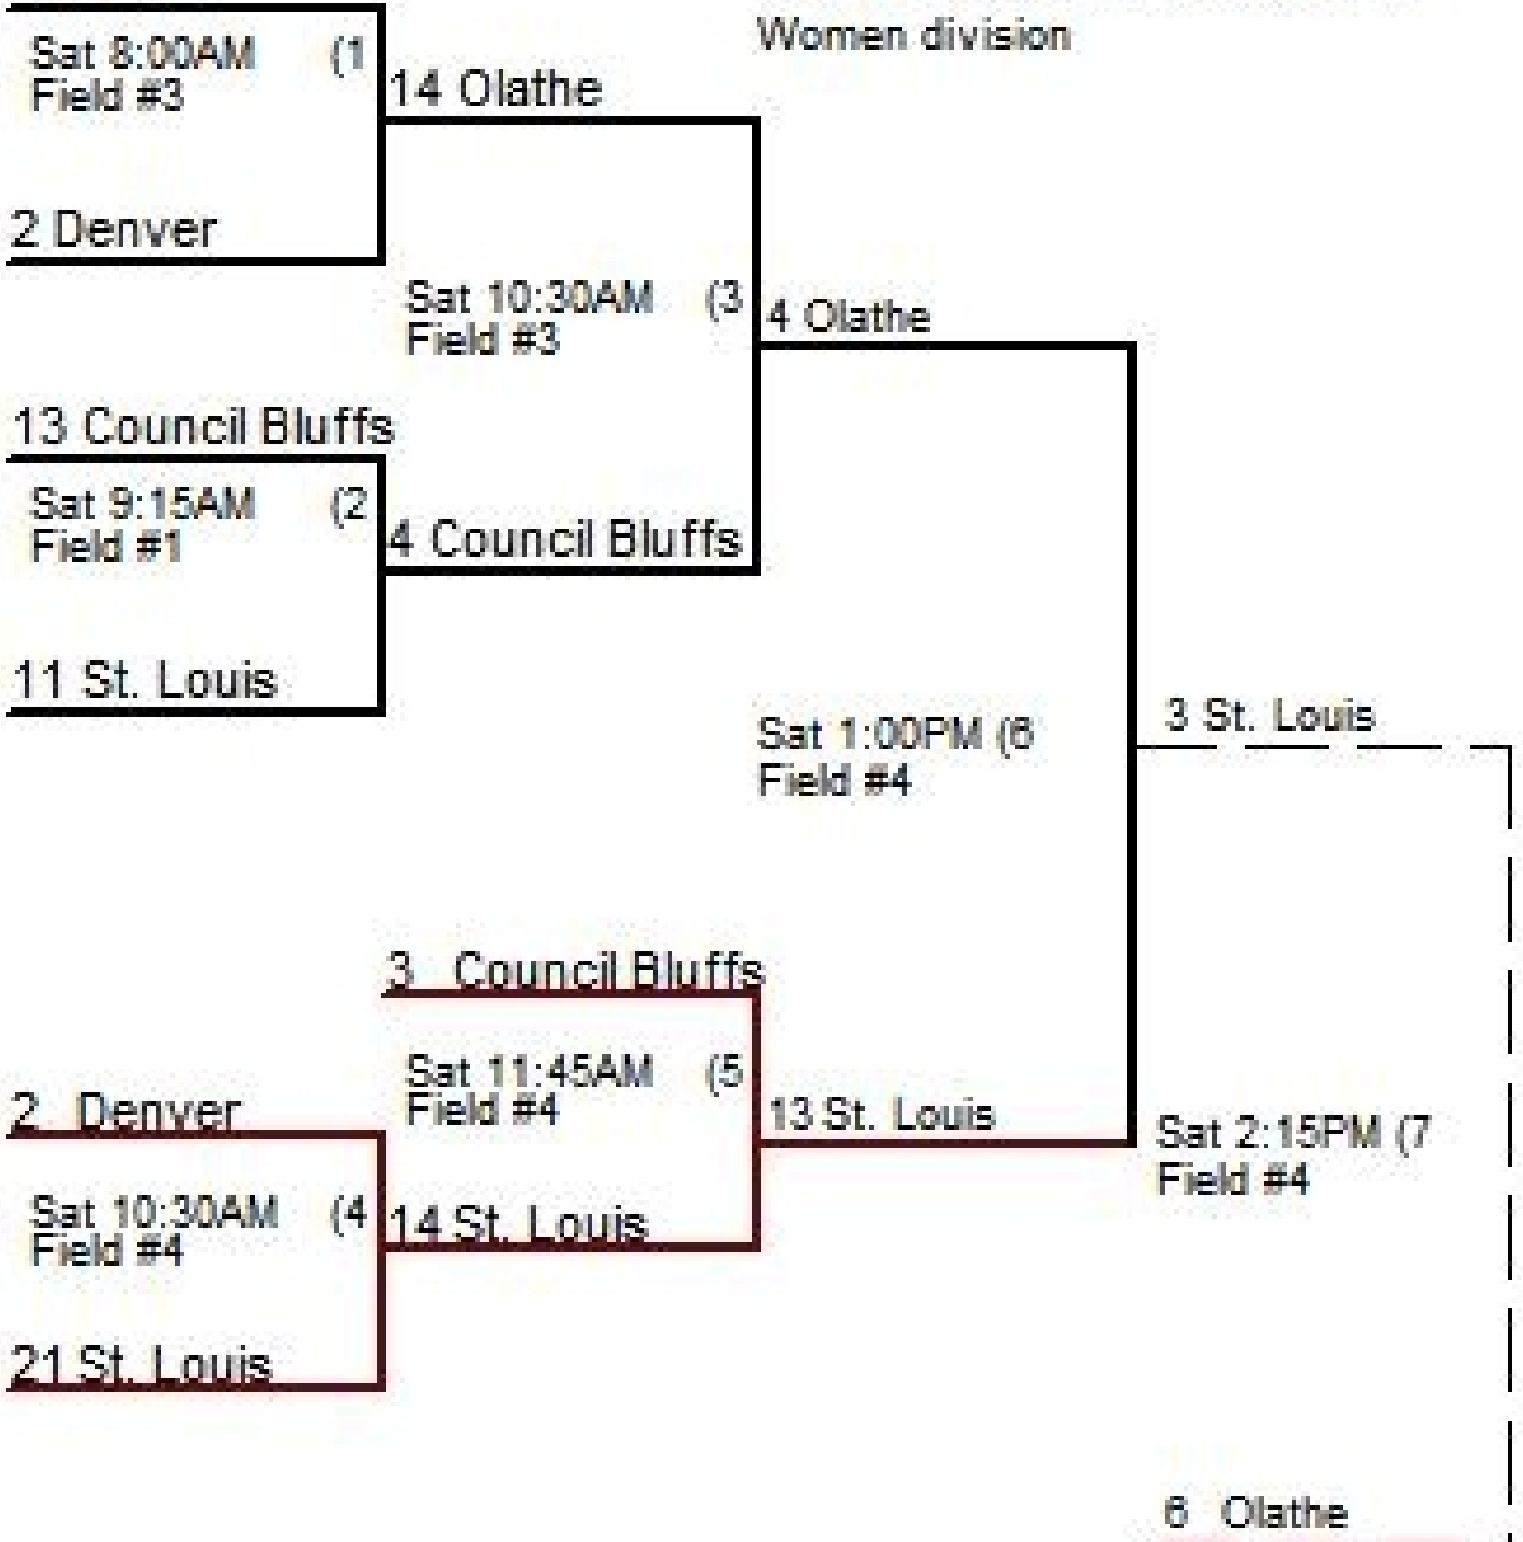 Women division
Sat 8:00AM (1
Field #3
14 Olathe
2 Denver
Sat 10:30AM (3
Field #3
4 Olathe
13 Council Bluffs
Sat 9:15AM (2
Field #1
4 Council Bluffs
11 St. Louis
3 St. Louis
Sat 1:00PM (6
Field #4
3 Council Bluffs
Sat 11:45AM (5
Field #4
2 Denver
13 St. Louis
Sat 2:15PM (7
Field #4
Sat 10:30AM (4
Field #4
14 St. Louis
21 St. Louis
6 Olathe